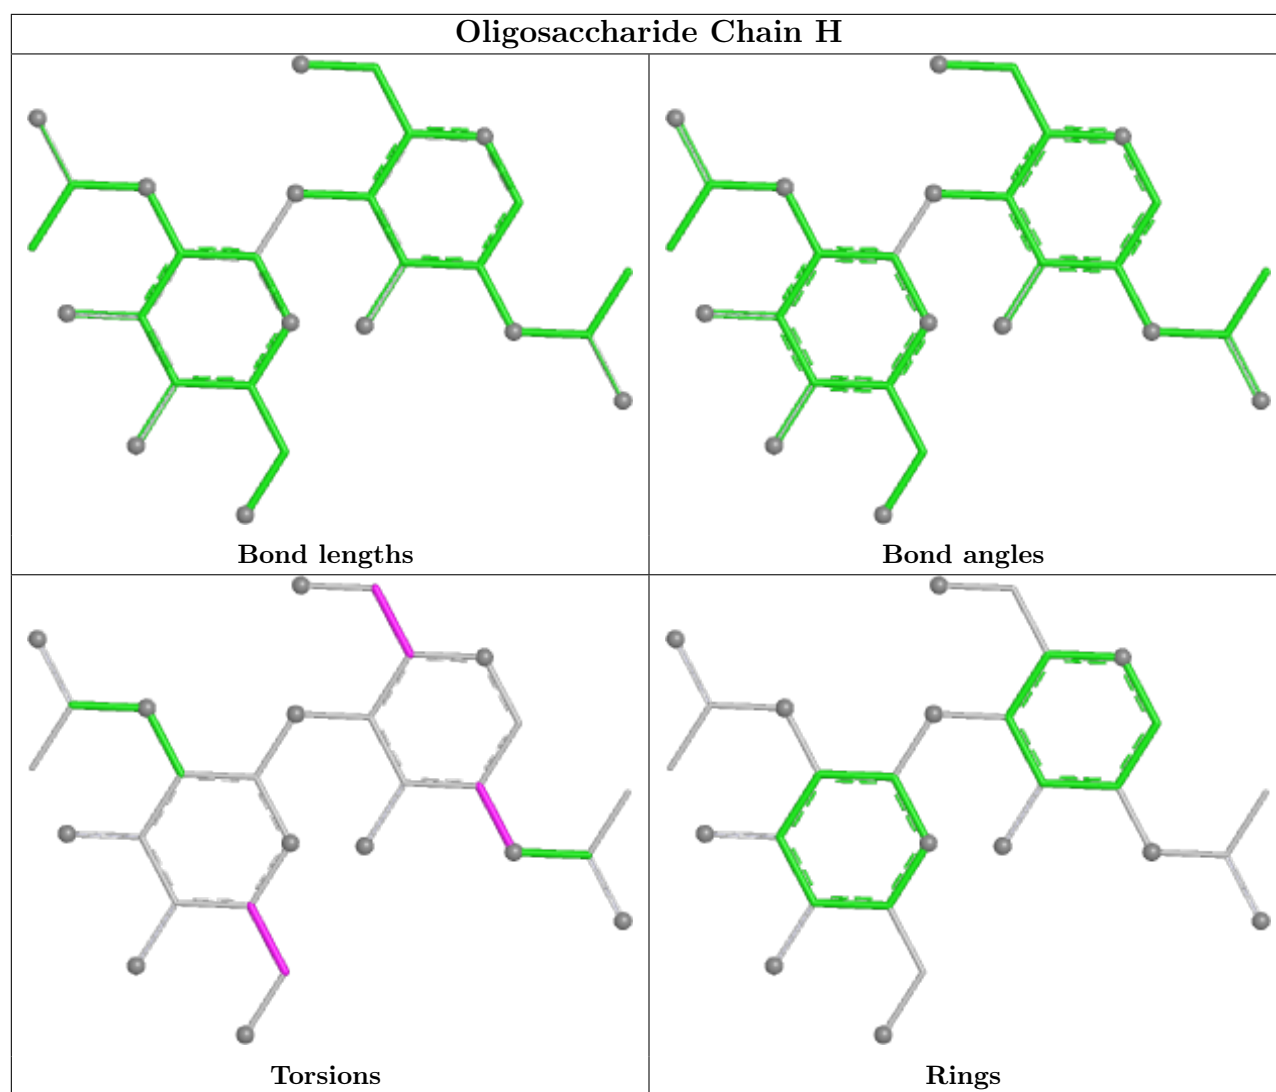 Oligosaccharide Chain H
Bond lengths
Bond angles
Torsions
Rings